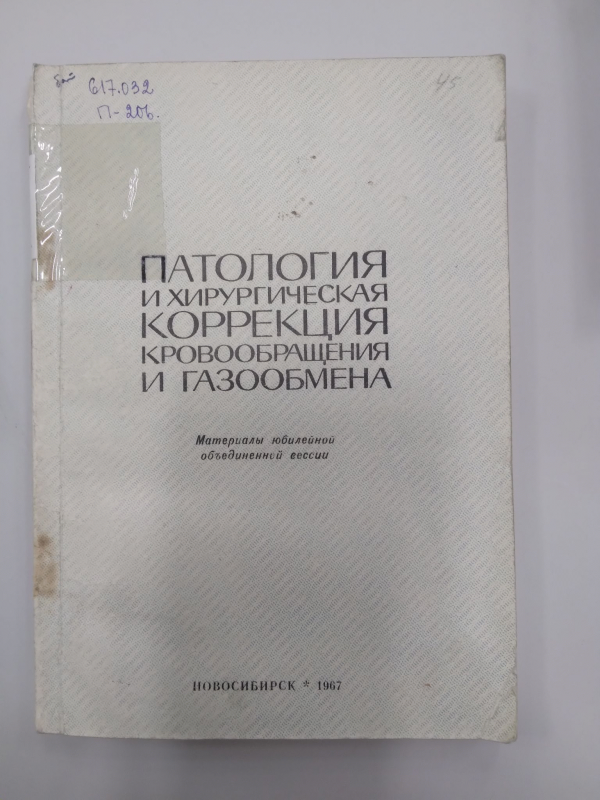 617.032
П-206.
45
ПАТОЛОГИЯ
И ХИРУРГИЧЕСКАЯ
КОРРЕКЦИЯ
КРОВООБРАЩЕНИЯ
И ГАЗООБМЕНА
Материалы юбилейной
объединенной сессии
НОВОСИБИРСК * 1967